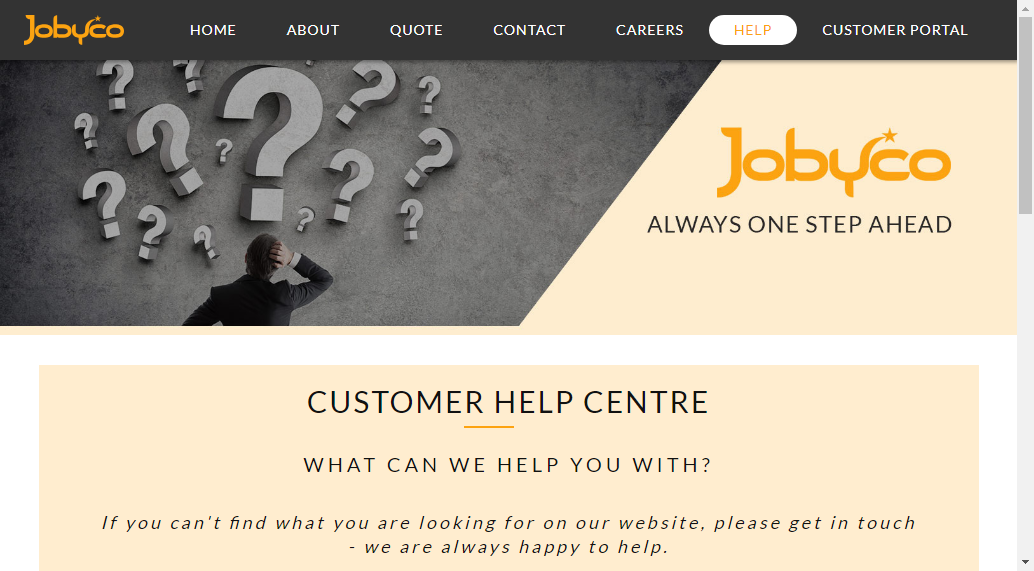 Jobyco
HOME
ABOUT
QUOTE
CONTACT
CAREERS
HELP
CUSTOMER PORTAL
? ? ? ? ? ? ? ? ? ? ? ? ?
Jobyco
ALWAYS ONE STEP AHEAD
CUSTOMER HELP CENTRE
WHAT CAN WE HELP YOU WITH?
If you can't find what you are looking for on our website, please get in touch
- we are always happy to help.